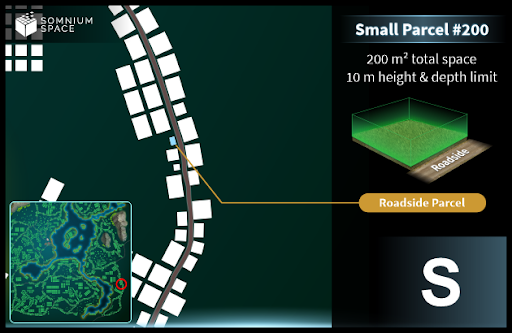 SOMNIUM
SPACE
Small Parcel #200
200 m² total space
10 m height & depth limit
Roadside
Roadside Parcel
S